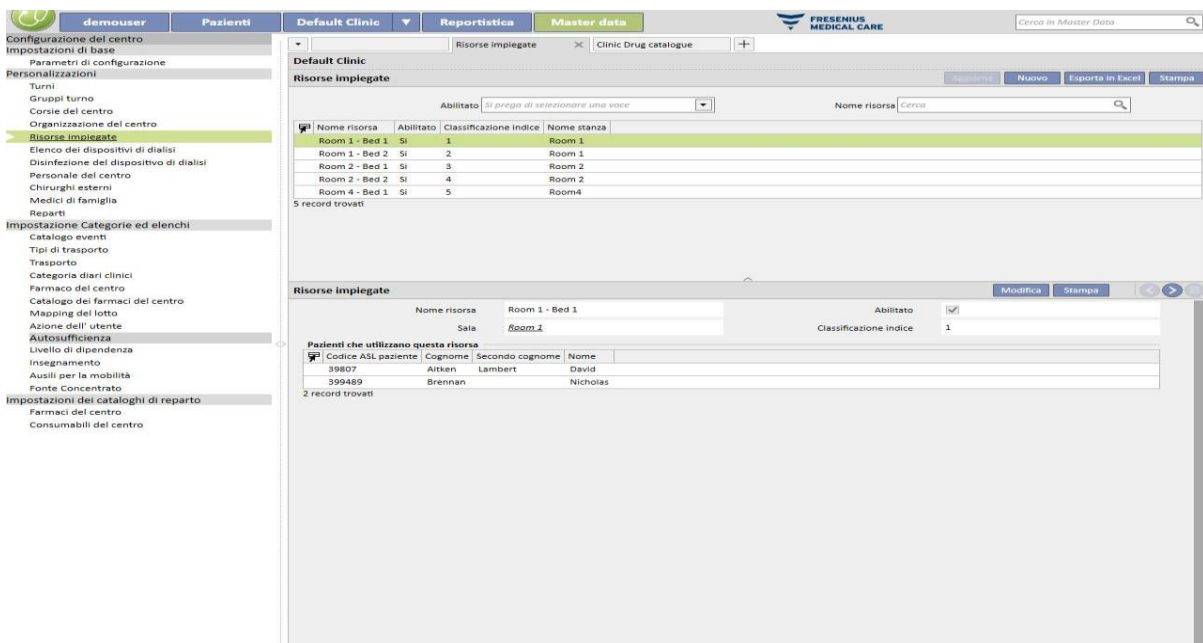 demouser Pazienti Default Clinic Reportistica Master data FRESENIUS MEDICAL CARE Cerca in Master Data
Configurazione del centro
Impostazioni di base
Parametri di configurazione
Personalizzazioni
Turni
Gruppi turno
Corsie del centro
Organizzazione del centro
Risorse impiegate
Elenco dei dispositivi di dialisi
Disinfezione del dispositivo di dialisi
Personale del centro
Chirurghi esterni
Medici di famiglia
Reparti
Impostazione Categorie ed elenchi
Catalogo eventi
Tipi di trasporto
Trasporto
Categoria diari clinici
Farmaco del centro
Catalogo dei farmaci del centro
Mapping del lotto
Azione dell' utente
Autosufficienza
Livello di dipendenza
Insegnamento
Ausili per la mobilità
Fonte Concentrato
Impostazioni dei cataloghi di reparto
Farmaci del centro
Consumabili del centro
Risorse impiegate Clinic Drug catalogue
Default Clinic
Risorse impiegate Aggiorna Nuovo Esporta in Excel Stampa
Abilitato Si prega di selezionare una voce Nome risorsa Cerca
Nome risorsa Abilitato Classificazione indice Nome stanza
Room 1 - Bed 1 Si 1 Room 1
Room 1 - Bed 2 Si 2 Room 1
Room 2 - Bed 1 Si 3 Room 2
Room 2 - Bed 2 Si 4 Room 2
Room 4 - Bed 1 Si 5 Room4
5 record trovati
Risorse impiegate Modifica Stampa
Nome risorsa Room 1 - Bed 1 Abilitato
Sala Room 1 Classificazione indice 1
Pazienti che utilizzano questa risorsa
Codice ASL paziente Cognome Secondo cognome Nome
39807 Aitken Lambert David
399489 Brennan Nicholas
2 record trovati